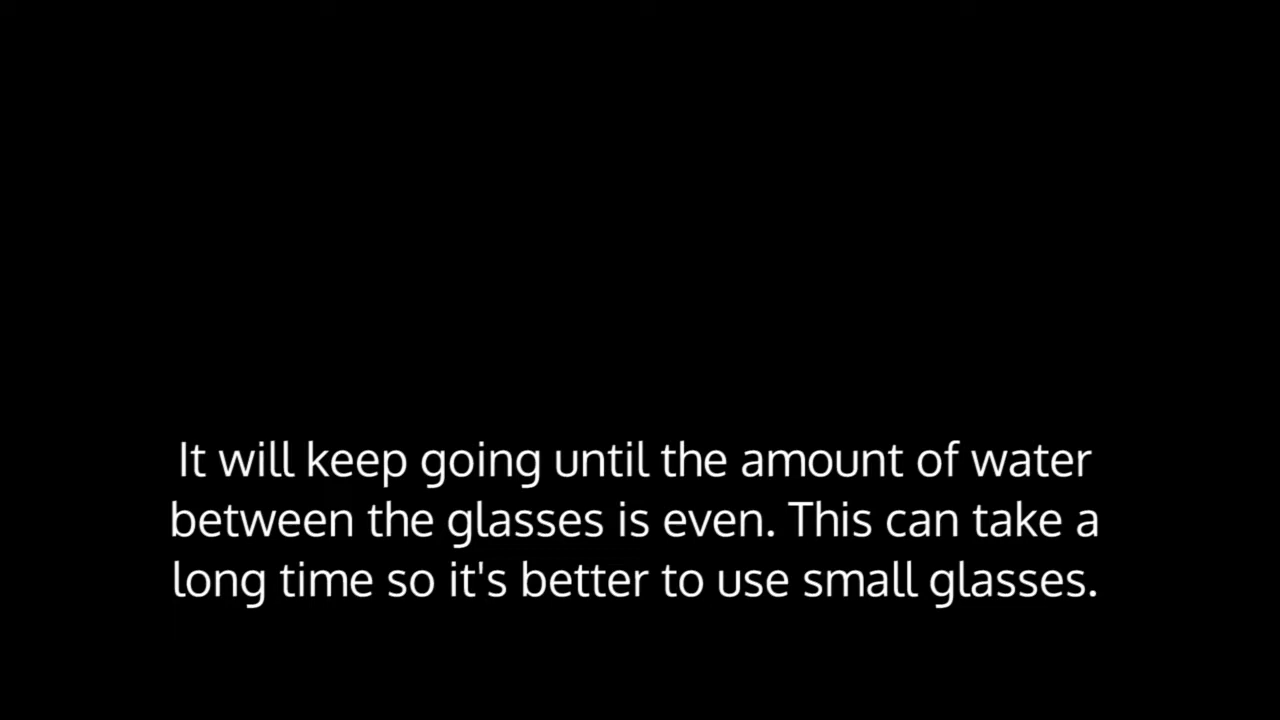 It will keep going until the amount of water
between the glasses is even. This can take a
long time so it's better to use small glasses.